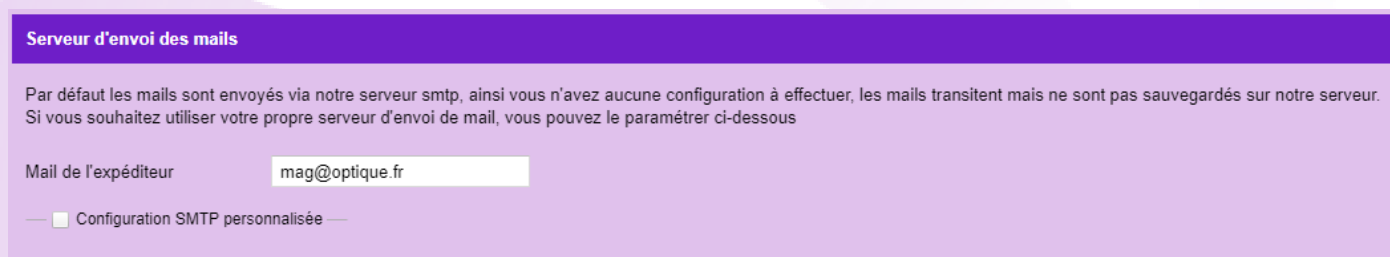 Serveur d'envoi des mails
Par défaut les mails sont envoyés via notre serveur smtp, ainsi vous n'avez aucune configuration à effectuer, les mails transitent mais ne sont pas sauvegardés sur notre serveur.
Si vous souhaitez utiliser votre propre serveur d'envoi de mail, vous pouvez le paramétrer ci-dessous
Mail de l'expéditeur mag@optique.fr
Configuration SMTP personnalisée